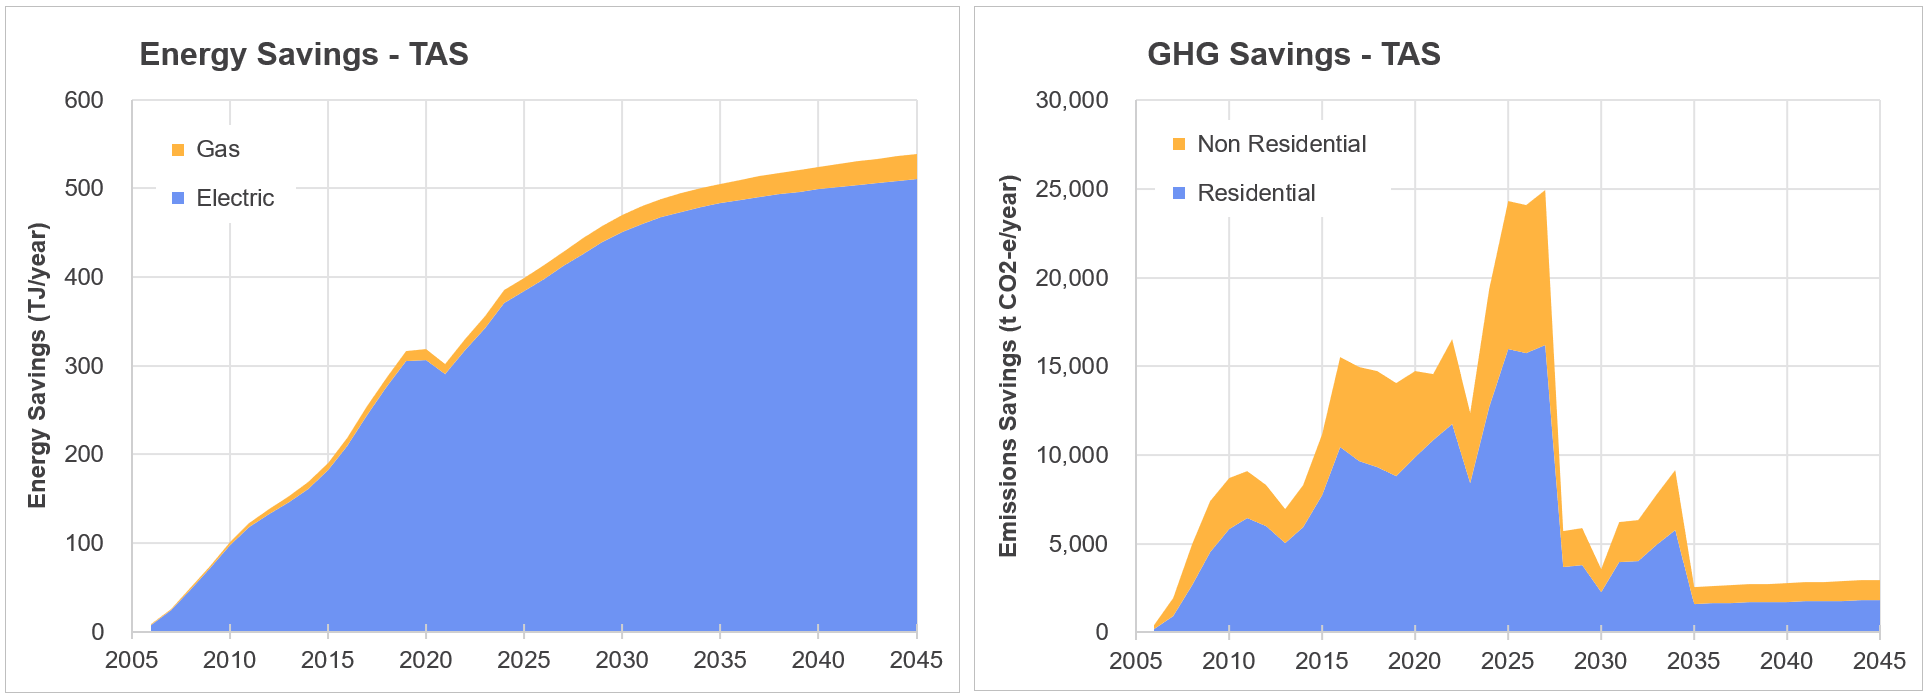 Energy Savings - TAS
Energy Savings (TJ/year)
600
500
400
300
200
100
0
Gas
Electric
2005 2010 2015 2020 2025 2030 2035 2040 2045
GHG Savings - TAS
Emissions Savings (t CO2-e/year)
30,000
25,000
20,000
15,000
10,000
5,000
0
Non Residential
Residential
2005 2010 2015 2020 2025 2030 2035 2040 2045